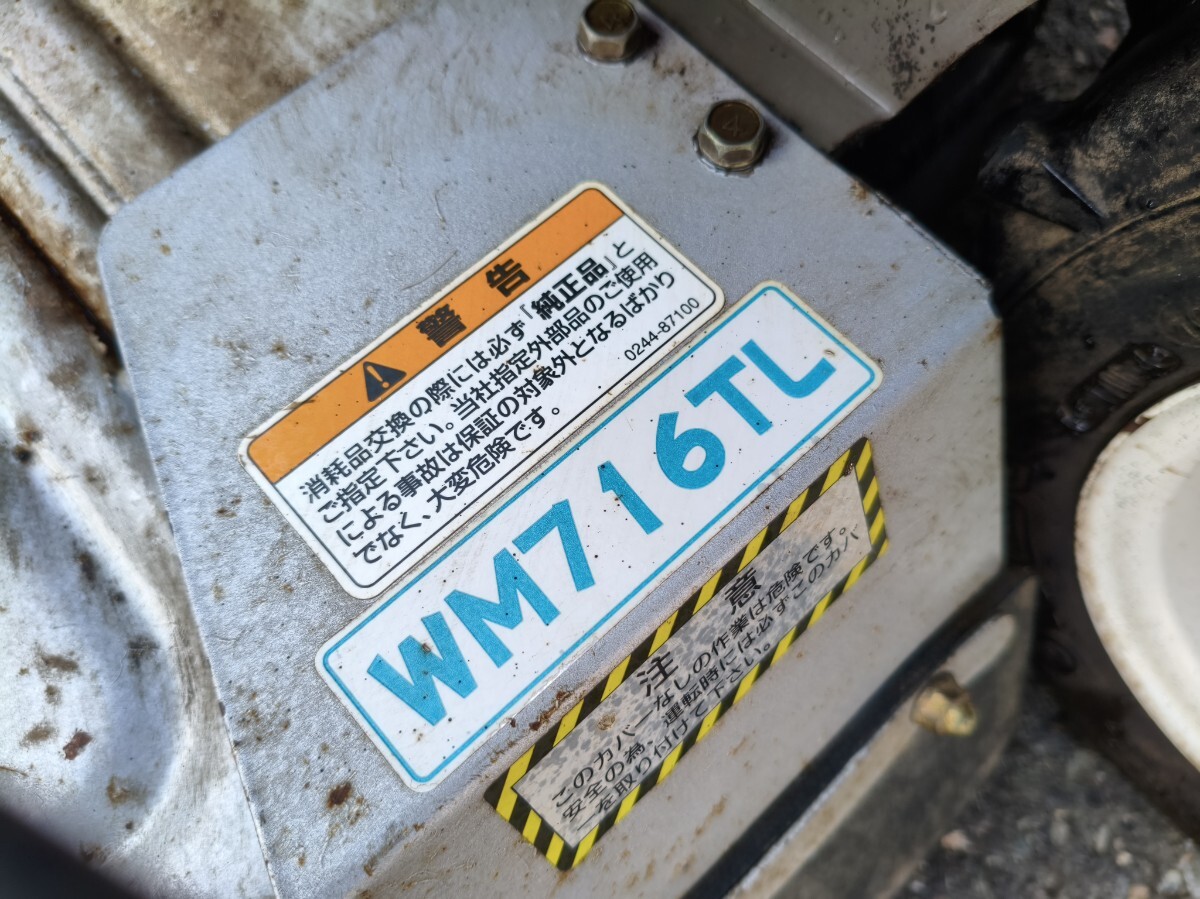 警告
消耗品交換の際には必ず「純正品」と
ご指定下さい。当社指定外部品のご使用
による事故は保証の対象外となるばかり
でなく、大変危険です。
0244-87100
WM716TL
注意
このカバーなしの作業は危険です。
安全の為、運転時には必ずこのカバ
ーを取り付けて下さい。